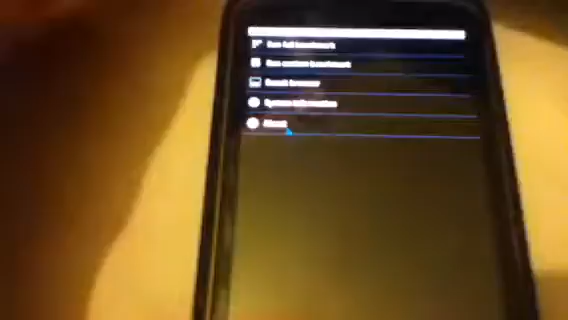 Run full benchmark
Run custom benchmark
Result browser
System information
About